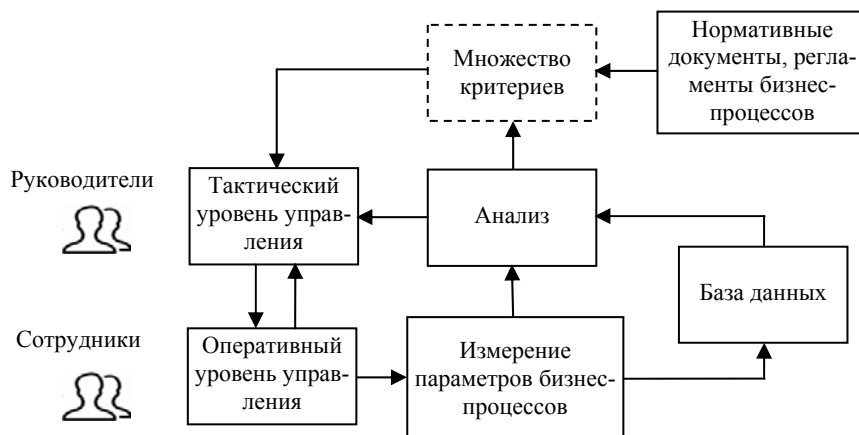 Множество
критериев
Нормативные
документы, регла-
менты бизнес-
процессов
Руководители
Тактический
уровень управ-
ления
Анализ
База данных
Сотрудники
Оперативный
уровень управ-
ления
Измерение
параметров бизнес-
процессов